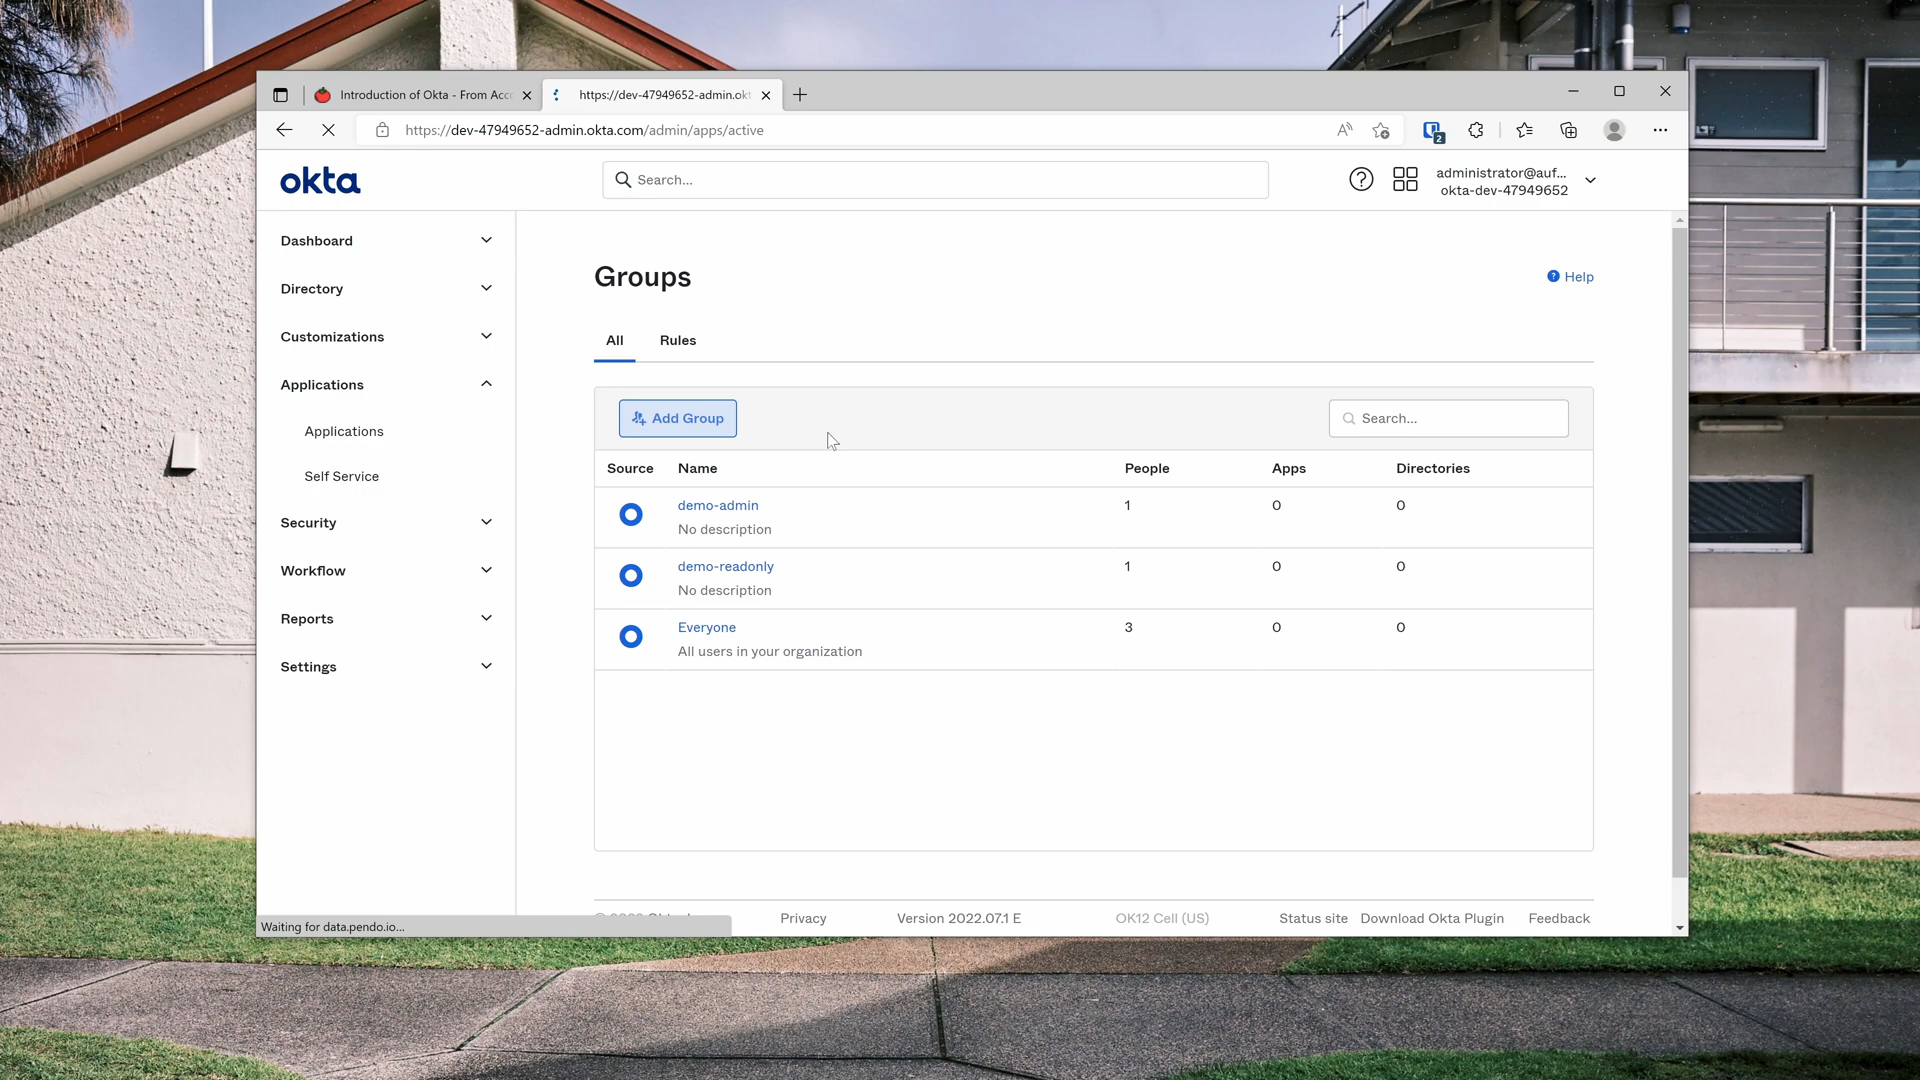 Introduction of Okta - From Acc
https://dev-47949652-admin.okt
https://dev-47949652-admin.okta.com/admin/apps/active
A
2
okta
Search...
?
administrator@auf...
okta-dev-47949652
Dashboard
Directory
Customizations
Applications
Applications
Self Service
Security
Workflow
Reports
Settings
Groups
? Help
All Rules
Add Group
Search...
Source Name People Apps Directories
demo-admin 1 0 0
No description
demo-readonly 1 0 0
No description
Everyone 3 0 0
All users in your organization
Privacy Version 2022.07.1 E OK12 Cell (US) Status site Download Okta Plugin Feedback
Waiting for data.pendo.io...